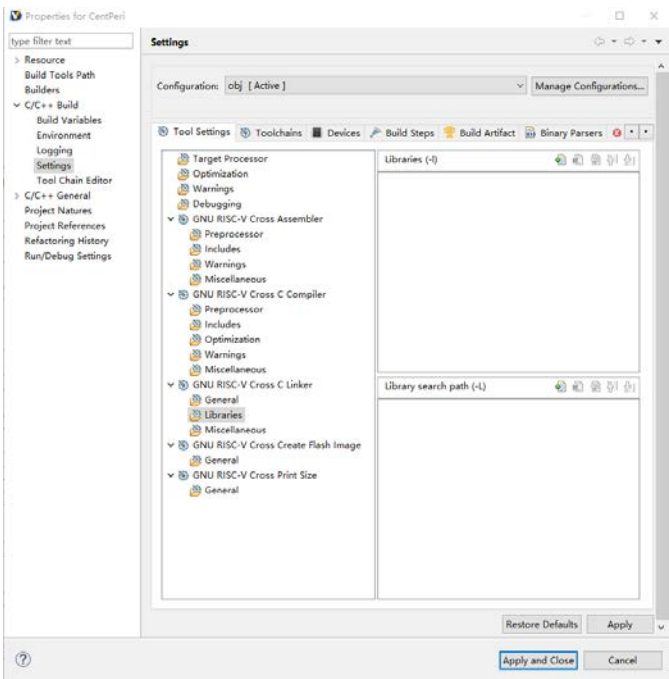 Properties for CentPeri
type filter text
Resource
Build Tools Path
Builders
C/C++ Build
Build Variables
Environment
Logging
Settings
Tool Chain Editor
C/C++ General
Project Natures
Project References
Refactoring History
Run/Debug Settings
Settings
Configuration: obj [ Active ]
Manage Configurations...
Tool Settings Toolchains Devices Build Steps Build Artifact Binary Parsers
Target Processor
Optimization
Warnings
Debugging
GNU RISC-V Cross Assembler
Preprocessor
Includes
Warnings
Miscellaneous
GNU RISC-V Cross C Compiler
Preprocessor
Includes
Optimization
Warnings
Miscellaneous
GNU RISC-V Cross C Linker
General
Libraries
Miscellaneous
GNU RISC-V Cross Create Flash Image
General
GNU RISC-V Cross Print Size
General
Libraries (-l)
Library search path (-L)
Restore Defaults Apply
Apply and Close Cancel